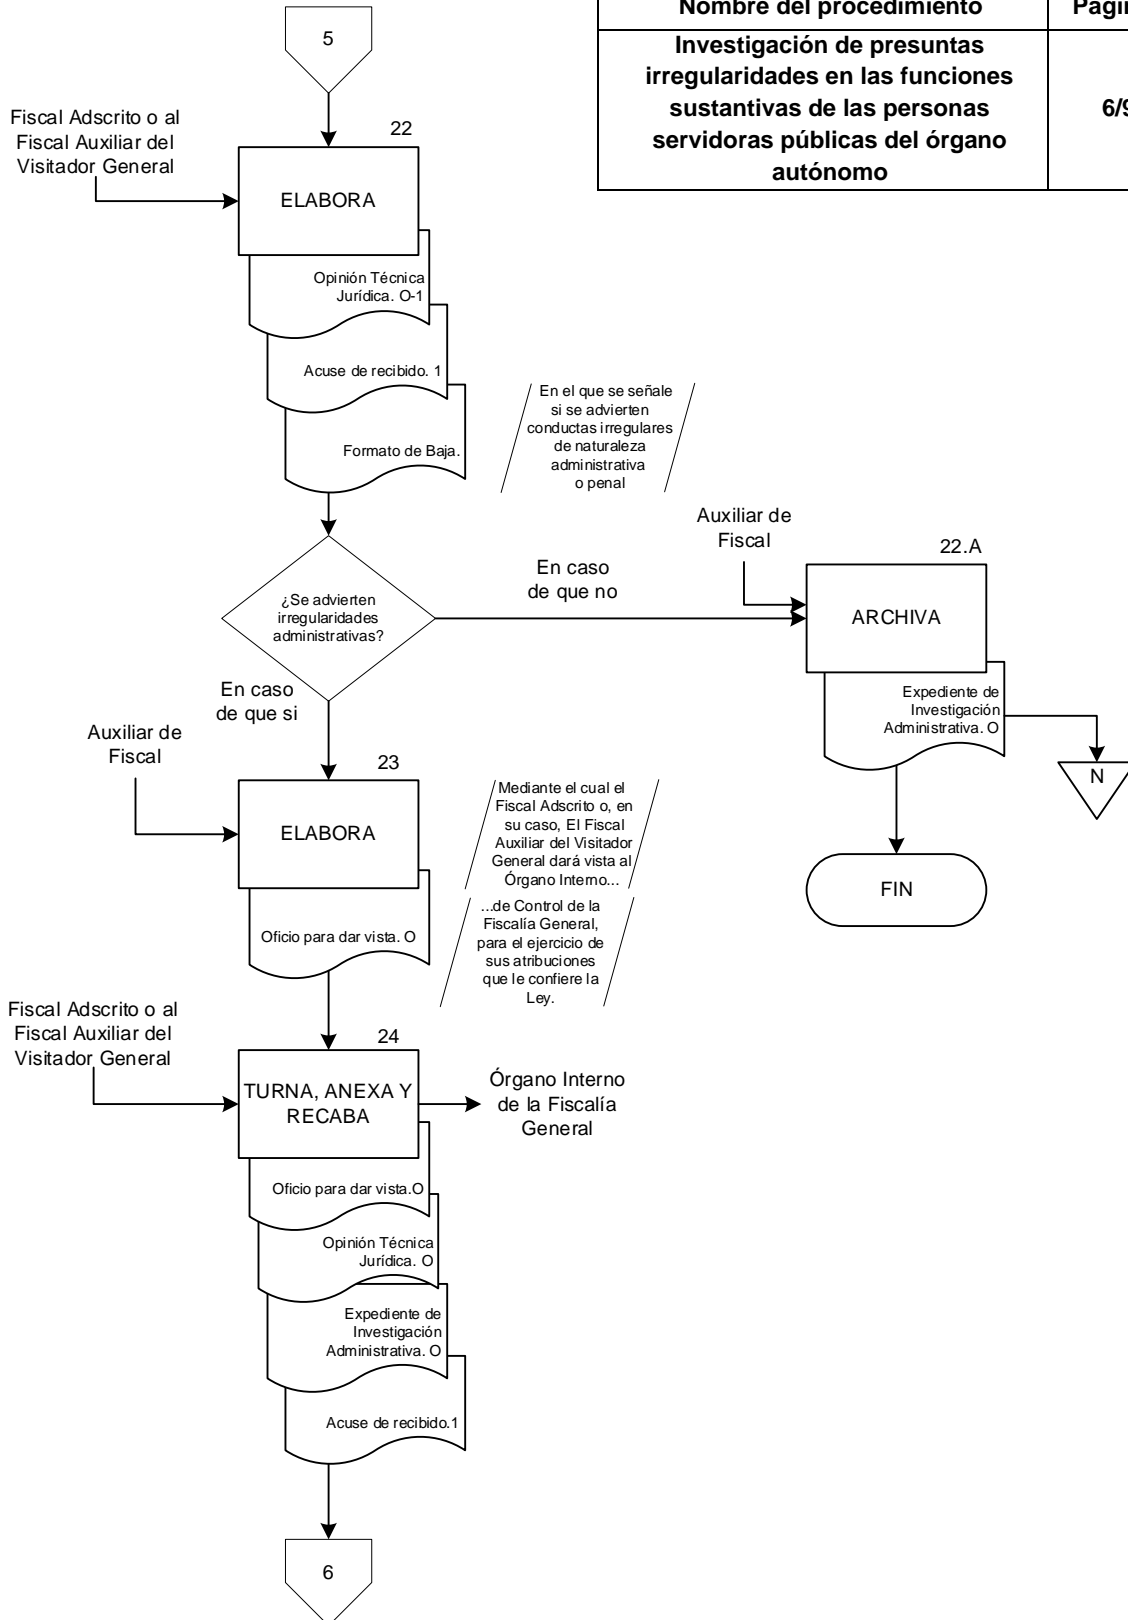 Nombre del procedimiento
Investigación de presuntas
irregularidades en las funciones
sustantivas de las personas
servidoras públicas del órgano
autónomo
6/9
5
Fiscal Adscrito o al
Fiscal Auxiliar del
Visitador General
22
ELABORA
Opinión Técnica
Jurídica. O-1
Acuse de recibido. 1
Formato de Baja.
En el que se señale
si se advierten
conductas irregulares
de naturaleza
administrativa
o penal
¿Se advierten
irregularidades
administrativas?
En caso
de que no
Auxiliar de
Fiscal
22.A
ARCHIVA
Expediente de
Investigación
Administrativa. O
N
FIN
En caso
de que si
Auxiliar de
Fiscal
23
ELABORA
Oficio para dar vista. O
Mediante el cual el
Fiscal Adscrito o, en
su caso, El Fiscal
Auxiliar del Visitador
General dará vista al
Órgano Interno...
...de Control de la
Fiscalía General,
para el ejercicio de
sus atribuciones
que le confiere la
Ley.
Fiscal Adscrito o al
Fiscal Auxiliar del
Visitador General
24
TURNA, ANEXA Y
RECABA
Órgano Interno
de la Fiscalía
General
Oficio para dar vista.O
Opinión Técnica
Jurídica. O
Expediente de
Investigación
Administrativa. O
Acuse de recibido.1
6